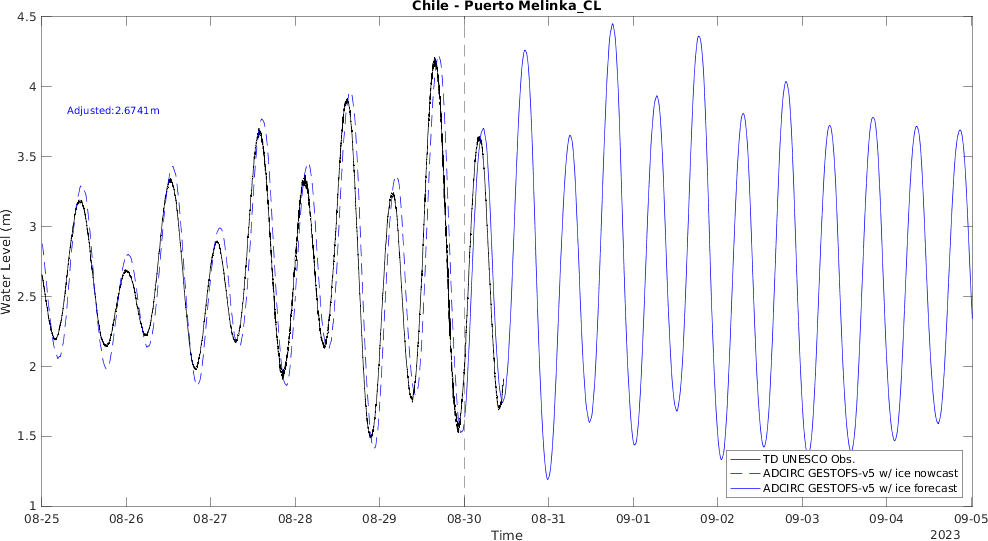 Chile - Puerto Melinka_CL
4.5
4
3.5
3
2.5
2
1.5
1
Water Level (m)
Adjusted:2.6741m
TD UNESCO Obs.
ADCIRC GESTOFS-v5 w/ ice nowcast
ADCIRC GESTOFS-v5 w/ ice forecast
08-25 08-26 08-27 08-28 08-29 08-30 08-31 09-01 09-02 09-03 09-04 09-05
Time
2023